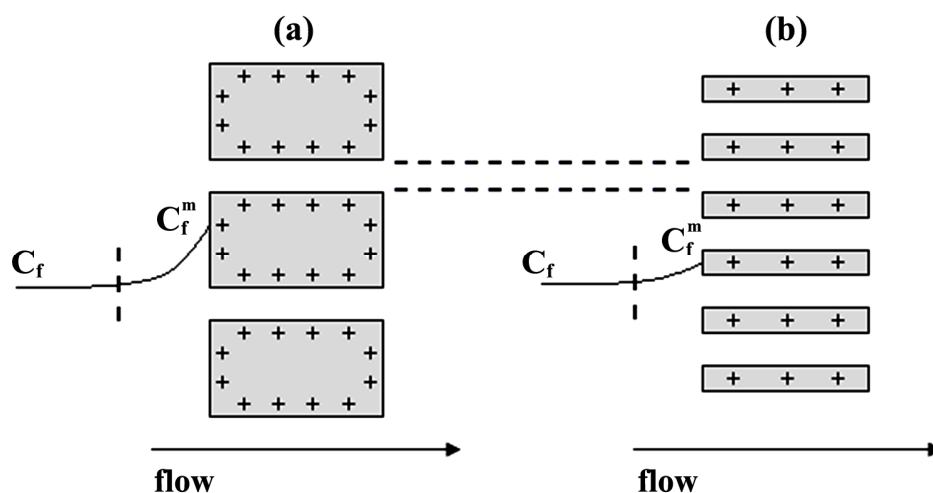 (a)
(b)
+ + + +
+ +
+ +
+ + + +
+ + + +
+ +
+ +
+ + + +
+ + + +
+ +
+ +
+ + + +
+ + +
+ + +
+ + +
+ + +
+ + +
+ + +
C_f^m
C_f
C_f^m
C_f
flow
flow